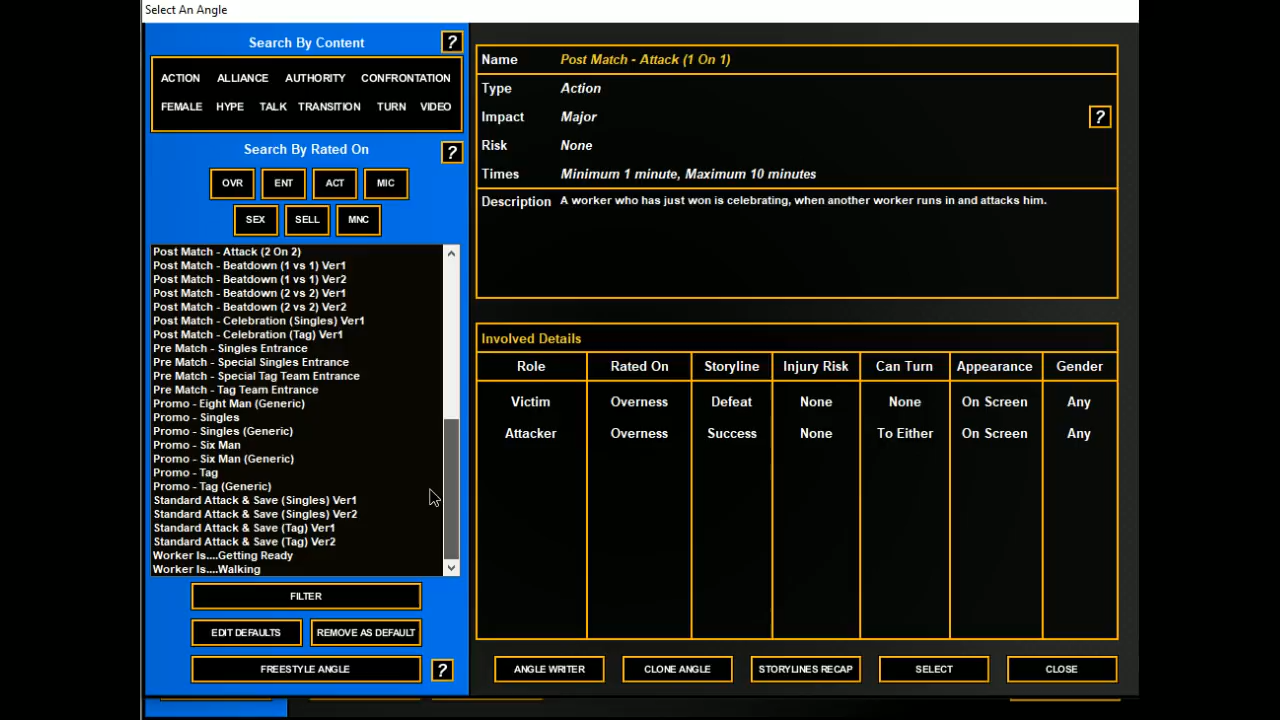 Select An Angle
Search By Content
?
ACTION ALLIANCE AUTHORITY CONFRONTATION
FEMALE HYPE TALK TRANSITION TURN VIDEO
Search By Rated On
?
OVR ENT ACT MIC
SEX SELL MNC
Post Match - Attack (2 On 2)
Post Match - Beatdown (1 vs 1) Ver1
Post Match - Beatdown (1 vs 1) Ver2
Post Match - Beatdown (2 vs 2) Ver1
Post Match - Beatdown (2 vs 2) Ver2
Post Match - Celebration (Singles) Ver1
Post Match - Celebration (Tag) Ver1
Pre Match - Singles Entrance
Pre Match - Special Singles Entrance
Pre Match - Special Tag Team Entrance
Pre Match - Tag Team Entrance
Promo - Eight Man (Generic)
Promo - Singles
Promo - Singles (Generic)
Promo - Six Man
Promo - Six Man (Generic)
Promo - Tag
Promo - Tag (Generic)
Standard Attack & Save (Singles) Ver1
Standard Attack & Save (Singles) Ver2
Standard Attack & Save (Tag) Ver1
Standard Attack & Save (Tag) Ver2
Worker Is....Getting Ready
Worker Is....Walking
FILTER
EDIT DEFAULTS REMOVE AS DEFAULT
FREESTYLE ANGLE ?
Name Post Match - Attack (1 On 1)
Type Action
Impact Major
?
Risk None
Times Minimum 1 minute, Maximum 10 minutes
Description A worker who has just won is celebrating, when another worker runs in and attacks him.
Involved Details
Role Rated On Storyline Injury Risk Can Turn Appearance Gender
Victim Overness Defeat None None On Screen Any
Attacker Overness Success None To Either On Screen Any
ANGLE WRITER CLONE ANGLE STORYLINES RECAP SELECT CLOSE